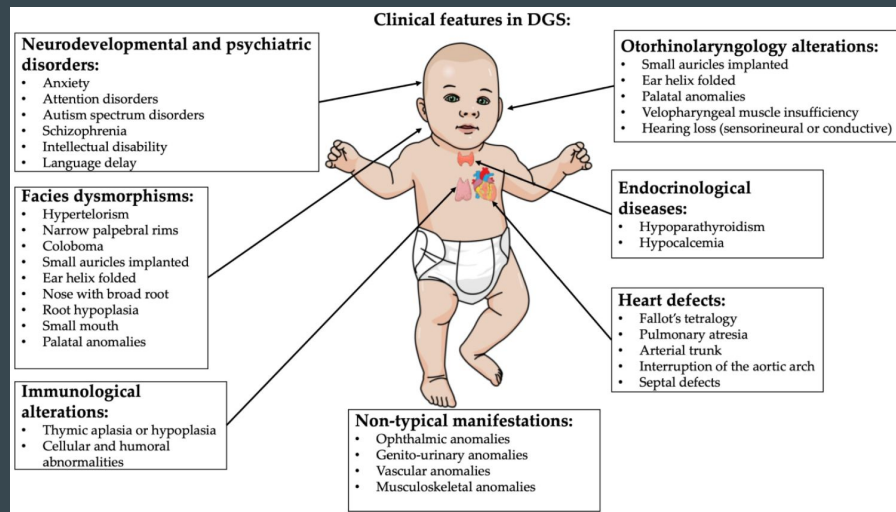 Clinical features in DGS:
Neurodevelopmental and psychiatric
disorders:
• Anxiety
• Attention disorders
• Autism spectrum disorders
• Schizophrenia
• Intellectual disability
• Language delay
Facies dysmorphisms:
• Hypertelorism
• Narrow palpebral rims
• Coloboma
• Small auricles implanted
• Ear helix folded
• Nose with broad root
• Root hypoplasia
• Small mouth
• Palatal anomalies
Immunological
alterations:
• Thymic aplasia or hypoplasia
• Cellular and humoral
abnormalities
Otorhinolaryngology alterations:
• Small auricles implanted
• Ear helix folded
• Palatal anomalies
• Velopharyngeal muscle insufficiency
• Hearing loss (sensorineural or conductive)
Endocrinological
diseases:
• Hypoparathyroidism
• Hypocalcemia
Heart defects:
• Fallot's tetralogy
• Pulmonary atresia
• Arterial trunk
• Interruption of the aortic arch
• Septal defects
Non-typical manifestations:
• Ophthalmic anomalies
• Genito-urinary anomalies
• Vascular anomalies
• Musculoskeletal anomalies